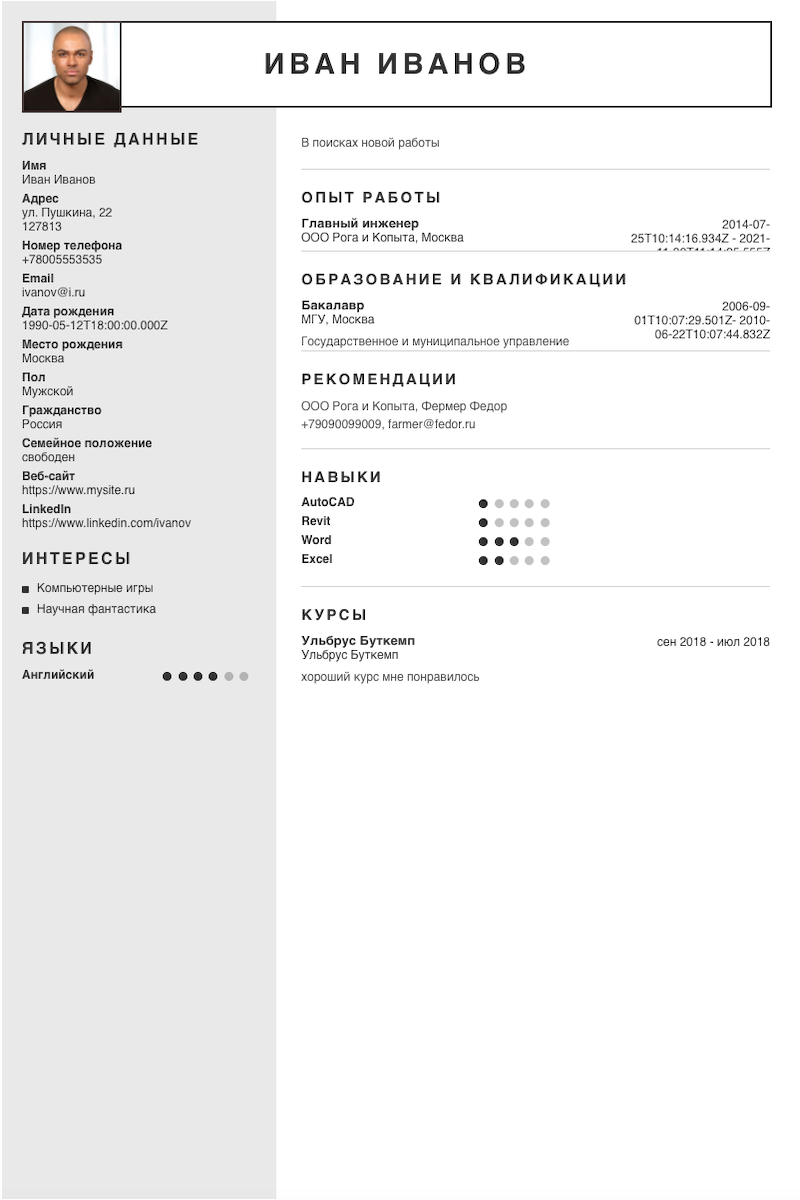 ИВАН ИВАНОВ
ЛИЧНЫЕ ДАННЫЕ
Имя
Иван Иванов
Адрес
ул. Пушкина, 22
127813
Номер телефона
+78005553535
Email
ivanov@i.ru
Дата рождения
1990-05-12T18:00:00.000Z
Место рождения
Москва
Пол
Мужской
Гражданство
Россия
Семейное положение
свободен
Веб-сайт
https://www.mysite.ru
LinkedIn
https://www.linkedin.com/ivanov
ИНТЕРЕСЫ
Компьютерные игры
Научная фантастика
ЯЗЫКИ
Английский
В поисках новой работы
ОПЫТ РАБОТЫ
Главный инженер
2014-07-
ООО Рога и Копыта, Москва
25T10:14:16.934Z - 2021-
ОБРАЗОВАНИЕ И КВАЛИФИКАЦИИ
Бакалавр
2006-09-
МГУ, Москва
01T10:07:29.501Z- 2010-
06-22T10:07:44.832Z
Государственное и муниципальное управление
РЕКОМЕНДАЦИИ
ООО Рога и Копыта, Фермер Федор
+79090099009, farmer@fedor.ru
НАВЫКИ
AutoCAD
Revit
Word
Excel
КУРСЫ
Ульбрус Буткемп
сен 2018 - июл 2018
Ульбрус Буткемп
хороший курс мне понравилось